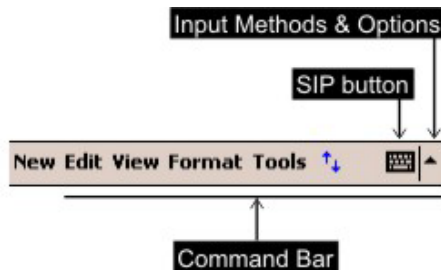 Input Methods & Options
SIP button
New Edit View Format Tools
Command Bar